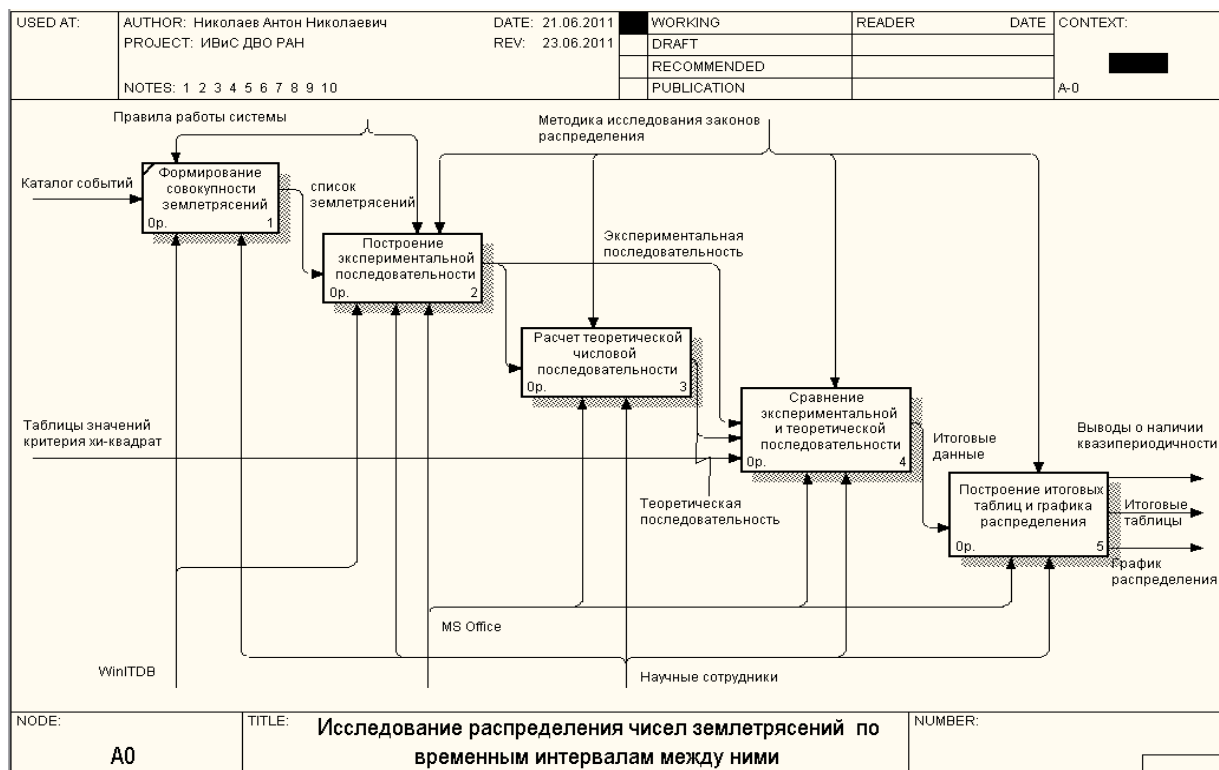 USED AT:
AUTHOR: Николаев Антон Николаевич
DATE: 21.06.2011
PROJECT: ИВиС ДВО РАН
REV: 23.06.2011
NOTES: 1 2 3 4 5 6 7 8 9 10
WORKING
DRAFT
RECOMMENDED
PUBLICATION
READER
DATE
CONTEXT:
A-0
Правила работы системы
Методика исследования законов
распределения
Каталог событий
Формирование
совокупности
землетрясений
0р.
1
список
землетрясений
Построение
экспериментальной
последовательности
0р.
2
Экспериментальная
последовательность
Расчет теоретической
числовой
последовательности
0р.
3
Таблицы значений
критерия хи-квадрат
Сравнение
экспериментальной
и теоретической
последовательности
0р.
4
Итоговые
данные
Теоретическая
последовательность
Построение итоговых
таблиц и графика
распределения
0р.
5
Выводы о наличии
квазипериодичности
Итоговые
таблицы
График
распределения
MS Office
WinITDB
Научные сотрудники
NODE:
A0
TITLE:
Исследование распределения чисел землетрясений по
временным интервалам между ними
NUMBER: